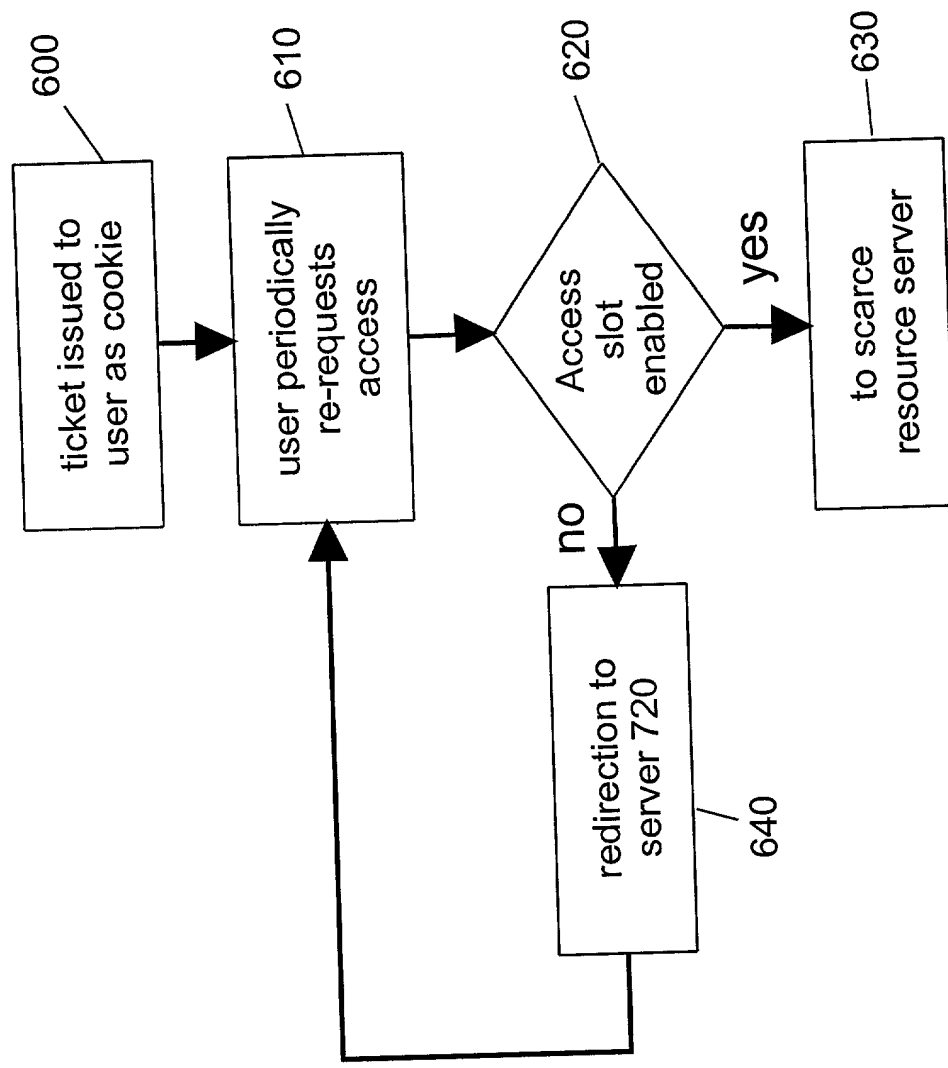 600
ticket issued to
user as cookie
610
user periodically
re-requests
access
620
Access
slot
enabled
yes
no
630
to scarce
resource server
redirection to
server 720
640